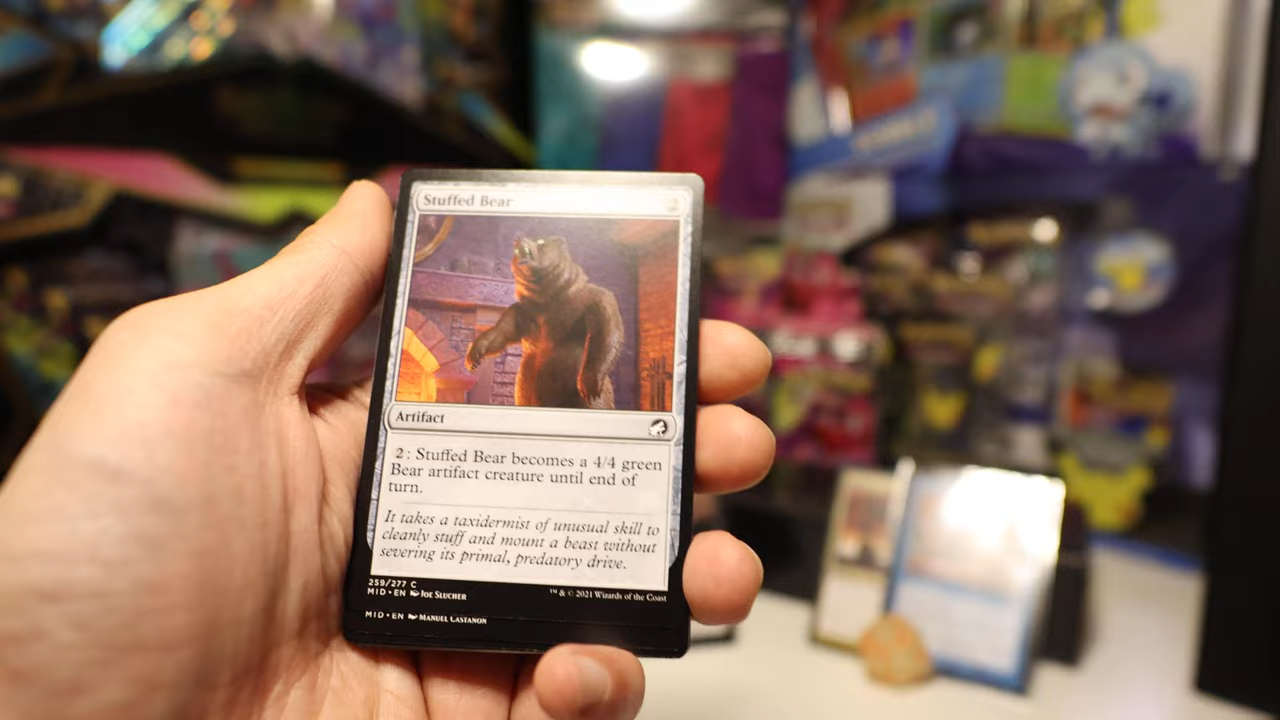 Stuffed Bear 2
Artifact
2: Stuffed Bear becomes a 4/4 green
Bear artifact creature until end of
turn.
It takes a taxidermist of unusual skill to
cleanly stuff and mount a beast without
severing its primal, predatory drive.
259/277 C
MID • EN Joe Slucher ™ & © 2021 Wizards of the Coast
MID • EN Manuel Castanon